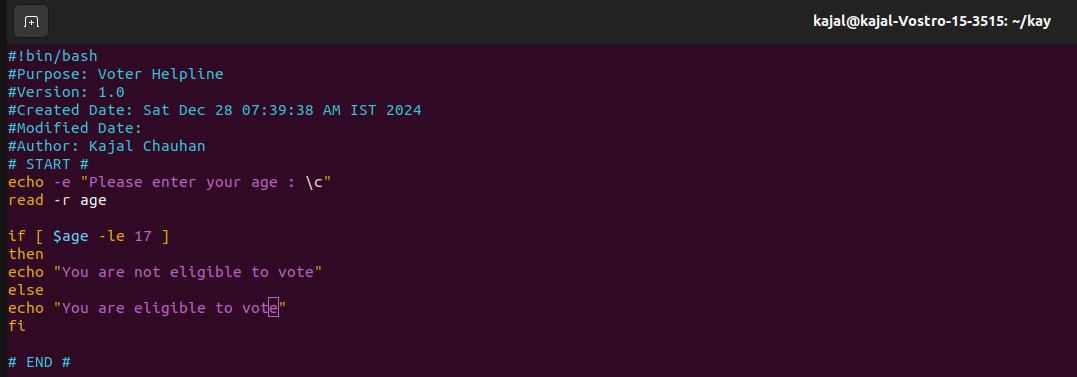 kajal@kajal-Vostro-15-3515: ~/kay
#!bin/bash
#Purpose: Voter Helpline
#Version: 1.0
#Created Date: Sat Dec 28 07:39:38 AM IST 2024
#Modified Date:
#Author: Kajal Chauhan
# START #
echo -e "Please enter your age : \c"
read -r age
if [ $age -le 17 ]
then
echo "You are not eligible to vote"
else
echo "You are eligible to vote"
fi
# END #